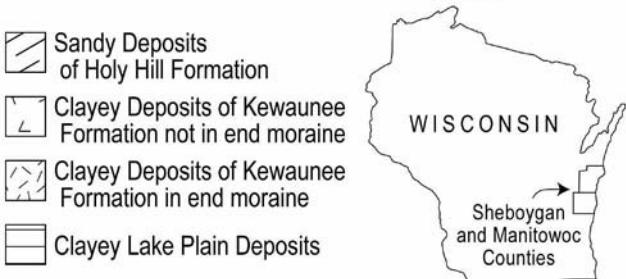 Sandy Deposits
of Holy Hill Formation
Clayey Deposits of Kewaunee
Formation not in end moraine
Clayey Deposits of Kewaunee
Formation in end moraine
Clayey Lake Plain Deposits
WISCONSIN
Sheboygan
and Manitowoc
Counties